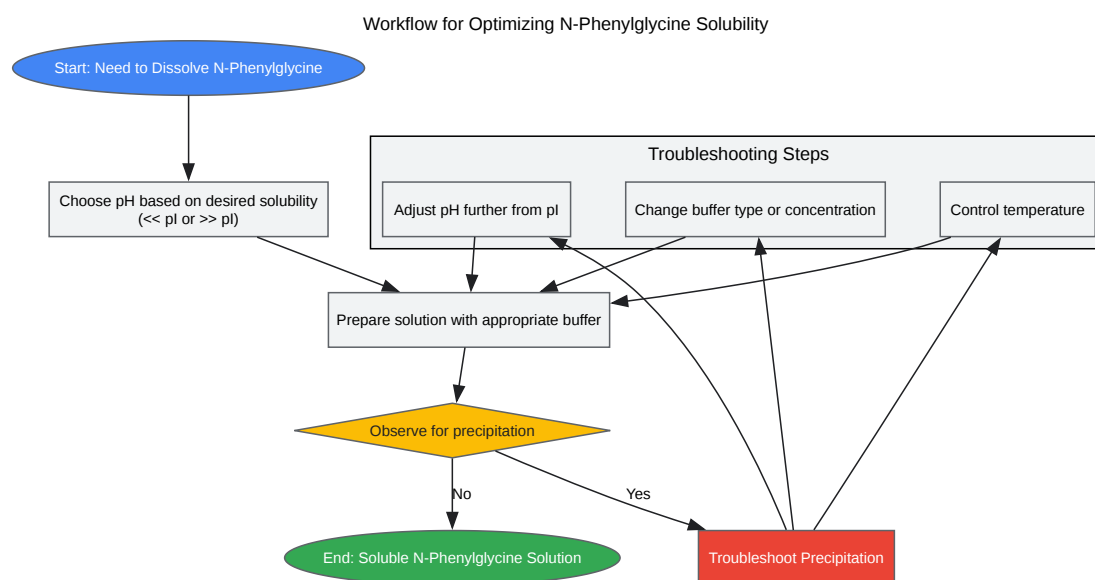 Workflow for Optimizing N-Phenylglycine Solubility
Start: Need to Dissolve N-Phenylglycine
Troubleshooting Steps
Choose pH based on desired solubility
(<< pI or >> pI)
Adjust pH further from pI
Change buffer type or concentration
Control temperature
Prepare solution with appropriate buffer
Observe for precipitation
No
Yes
End: Soluble N-Phenylglycine Solution
Troubleshoot Precipitation